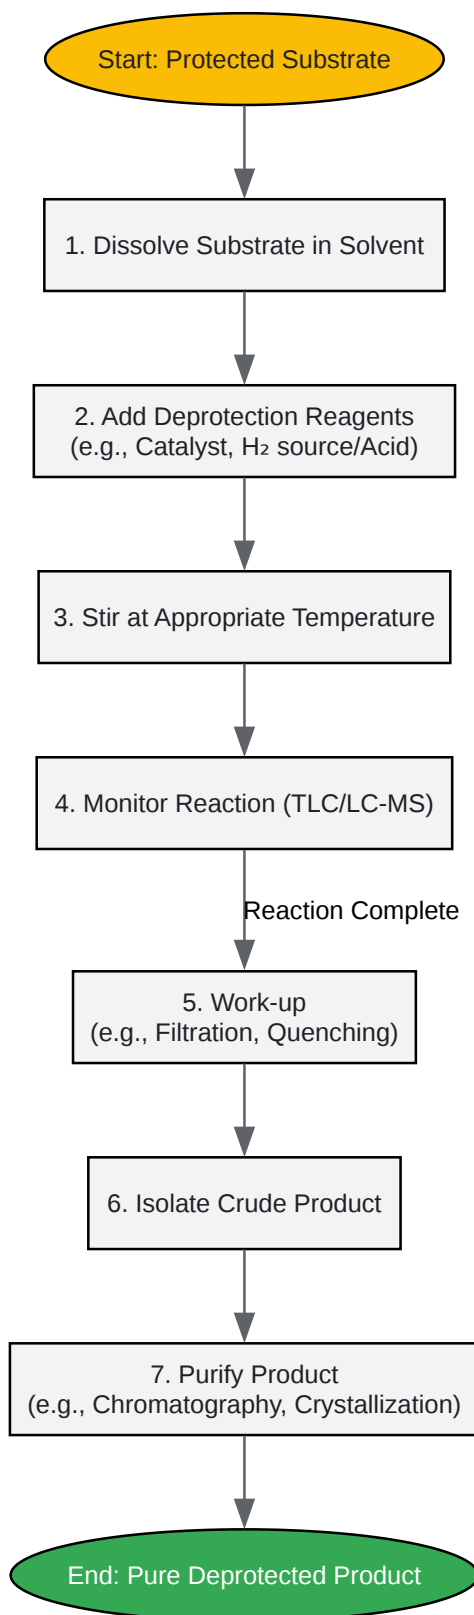 Start: Protected Substrate
1. Dissolve Substrate in Solvent
2. Add Deprotection Reagents
(e.g., Catalyst, H₂ source/Acid)
3. Stir at Appropriate Temperature
4. Monitor Reaction (TLC/LC-MS)
Reaction Complete
5. Work-up
(e.g., Filtration, Quenching)
6. Isolate Crude Product
7. Purify Product
(e.g., Chromatography, Crystallization)
End: Pure Deprotected Product